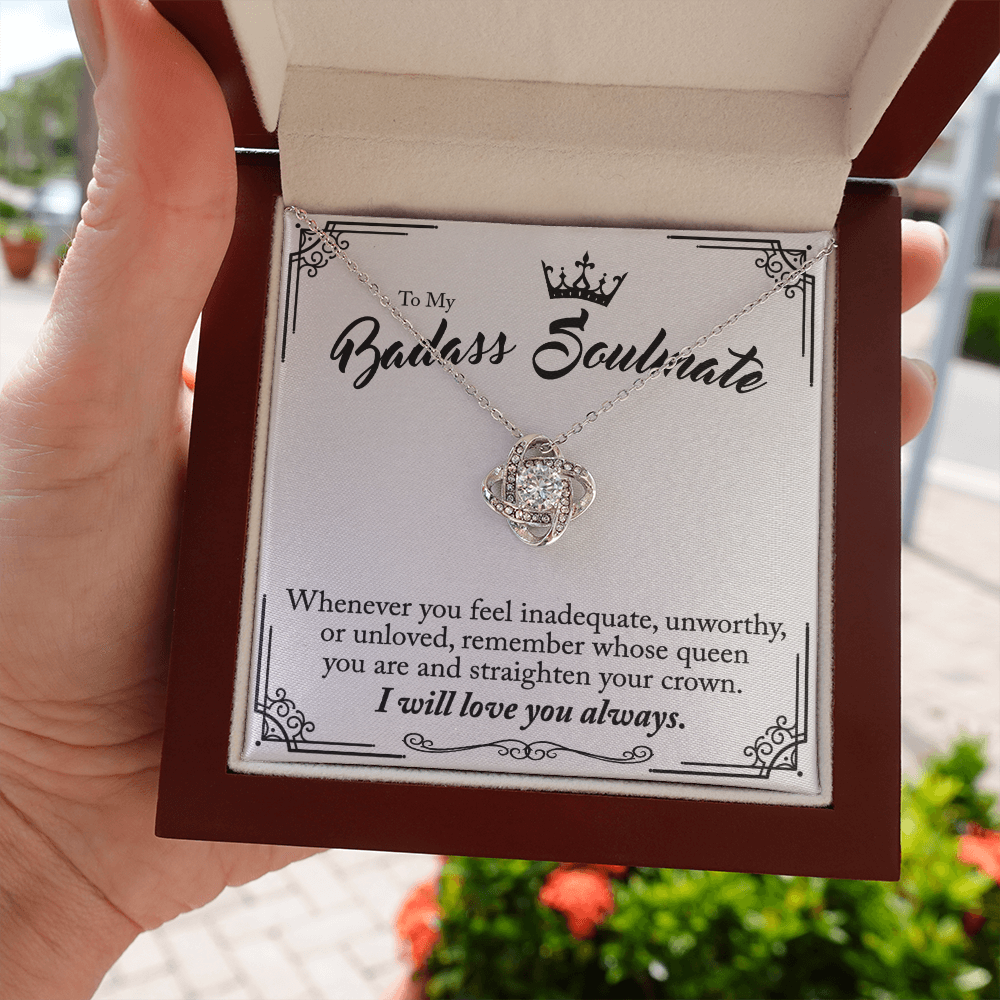 To My
Badass Soulmate
Whenever you feel inadequate, unworthy,
or unloved, remember whose queen
you are and straighten your crown.
I will love you always.